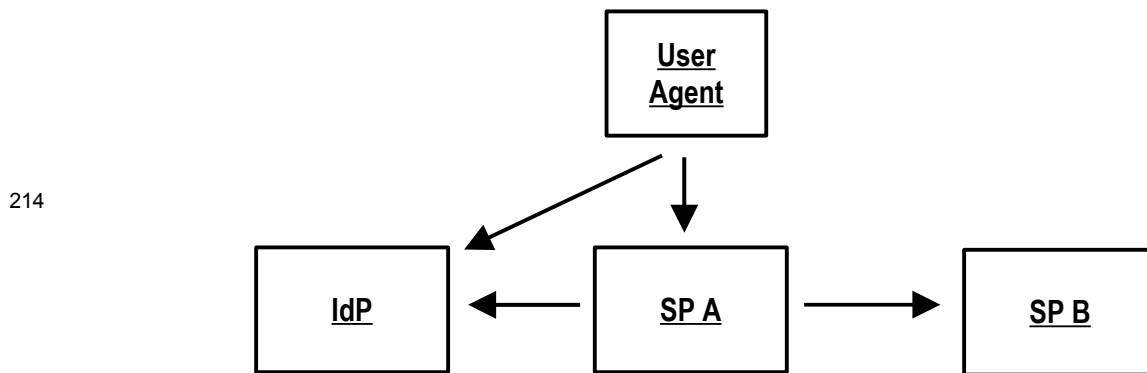 User
Agent
214
IdP
SP A
SP B